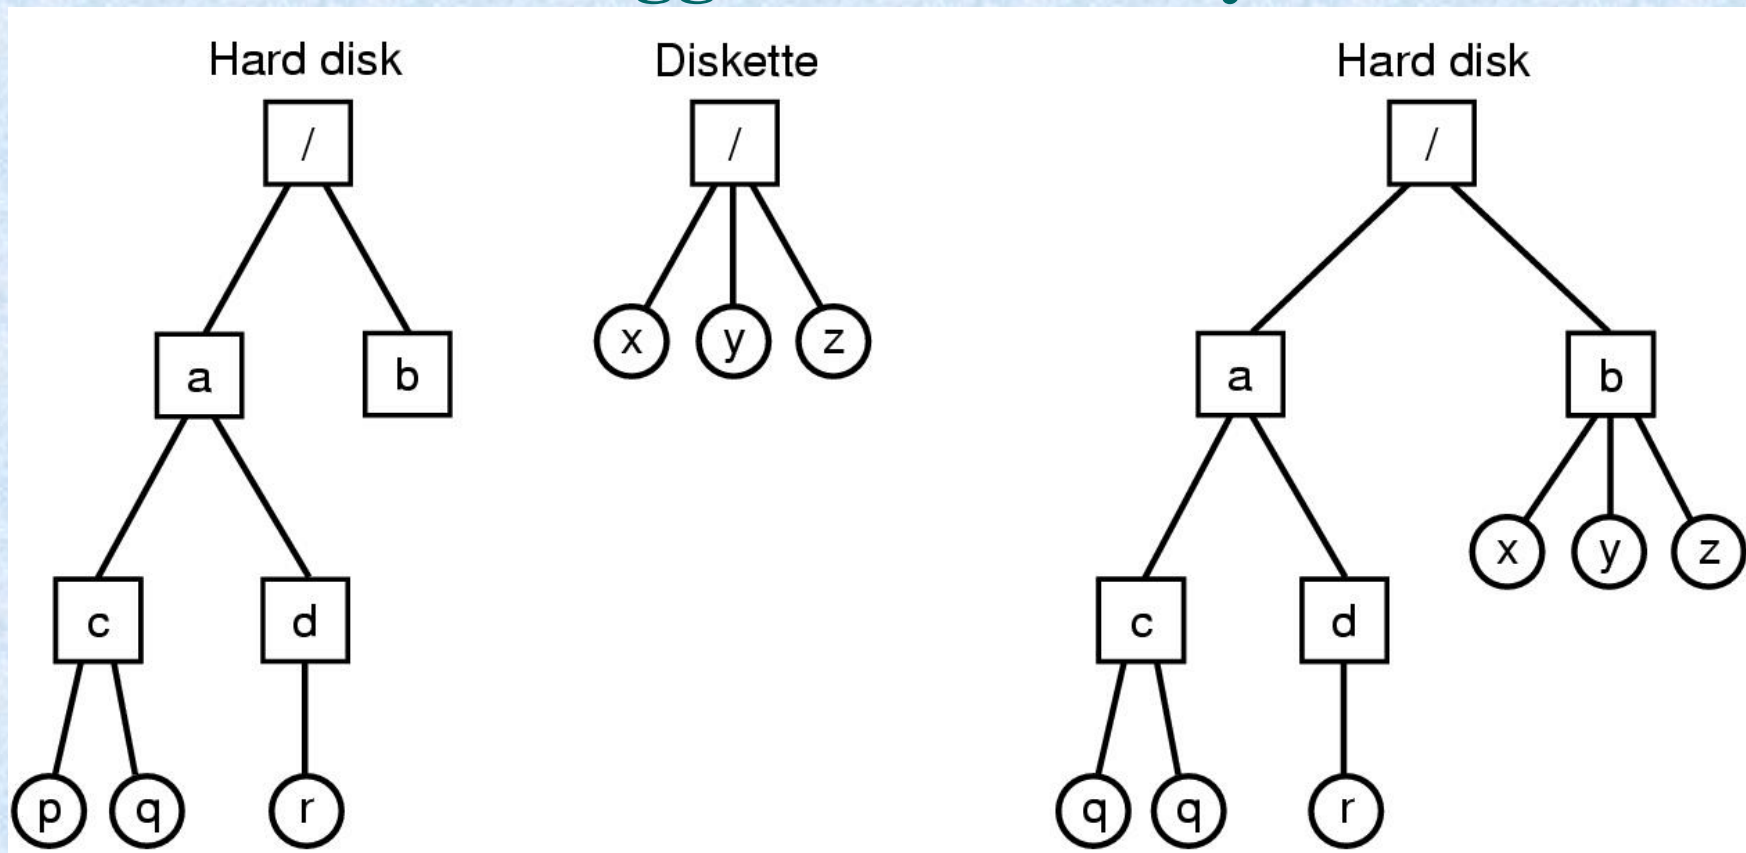 Hard disk Diskette Hard disk
/ / /
x y z
a b a b
x y z
c d c d
p q r q q r